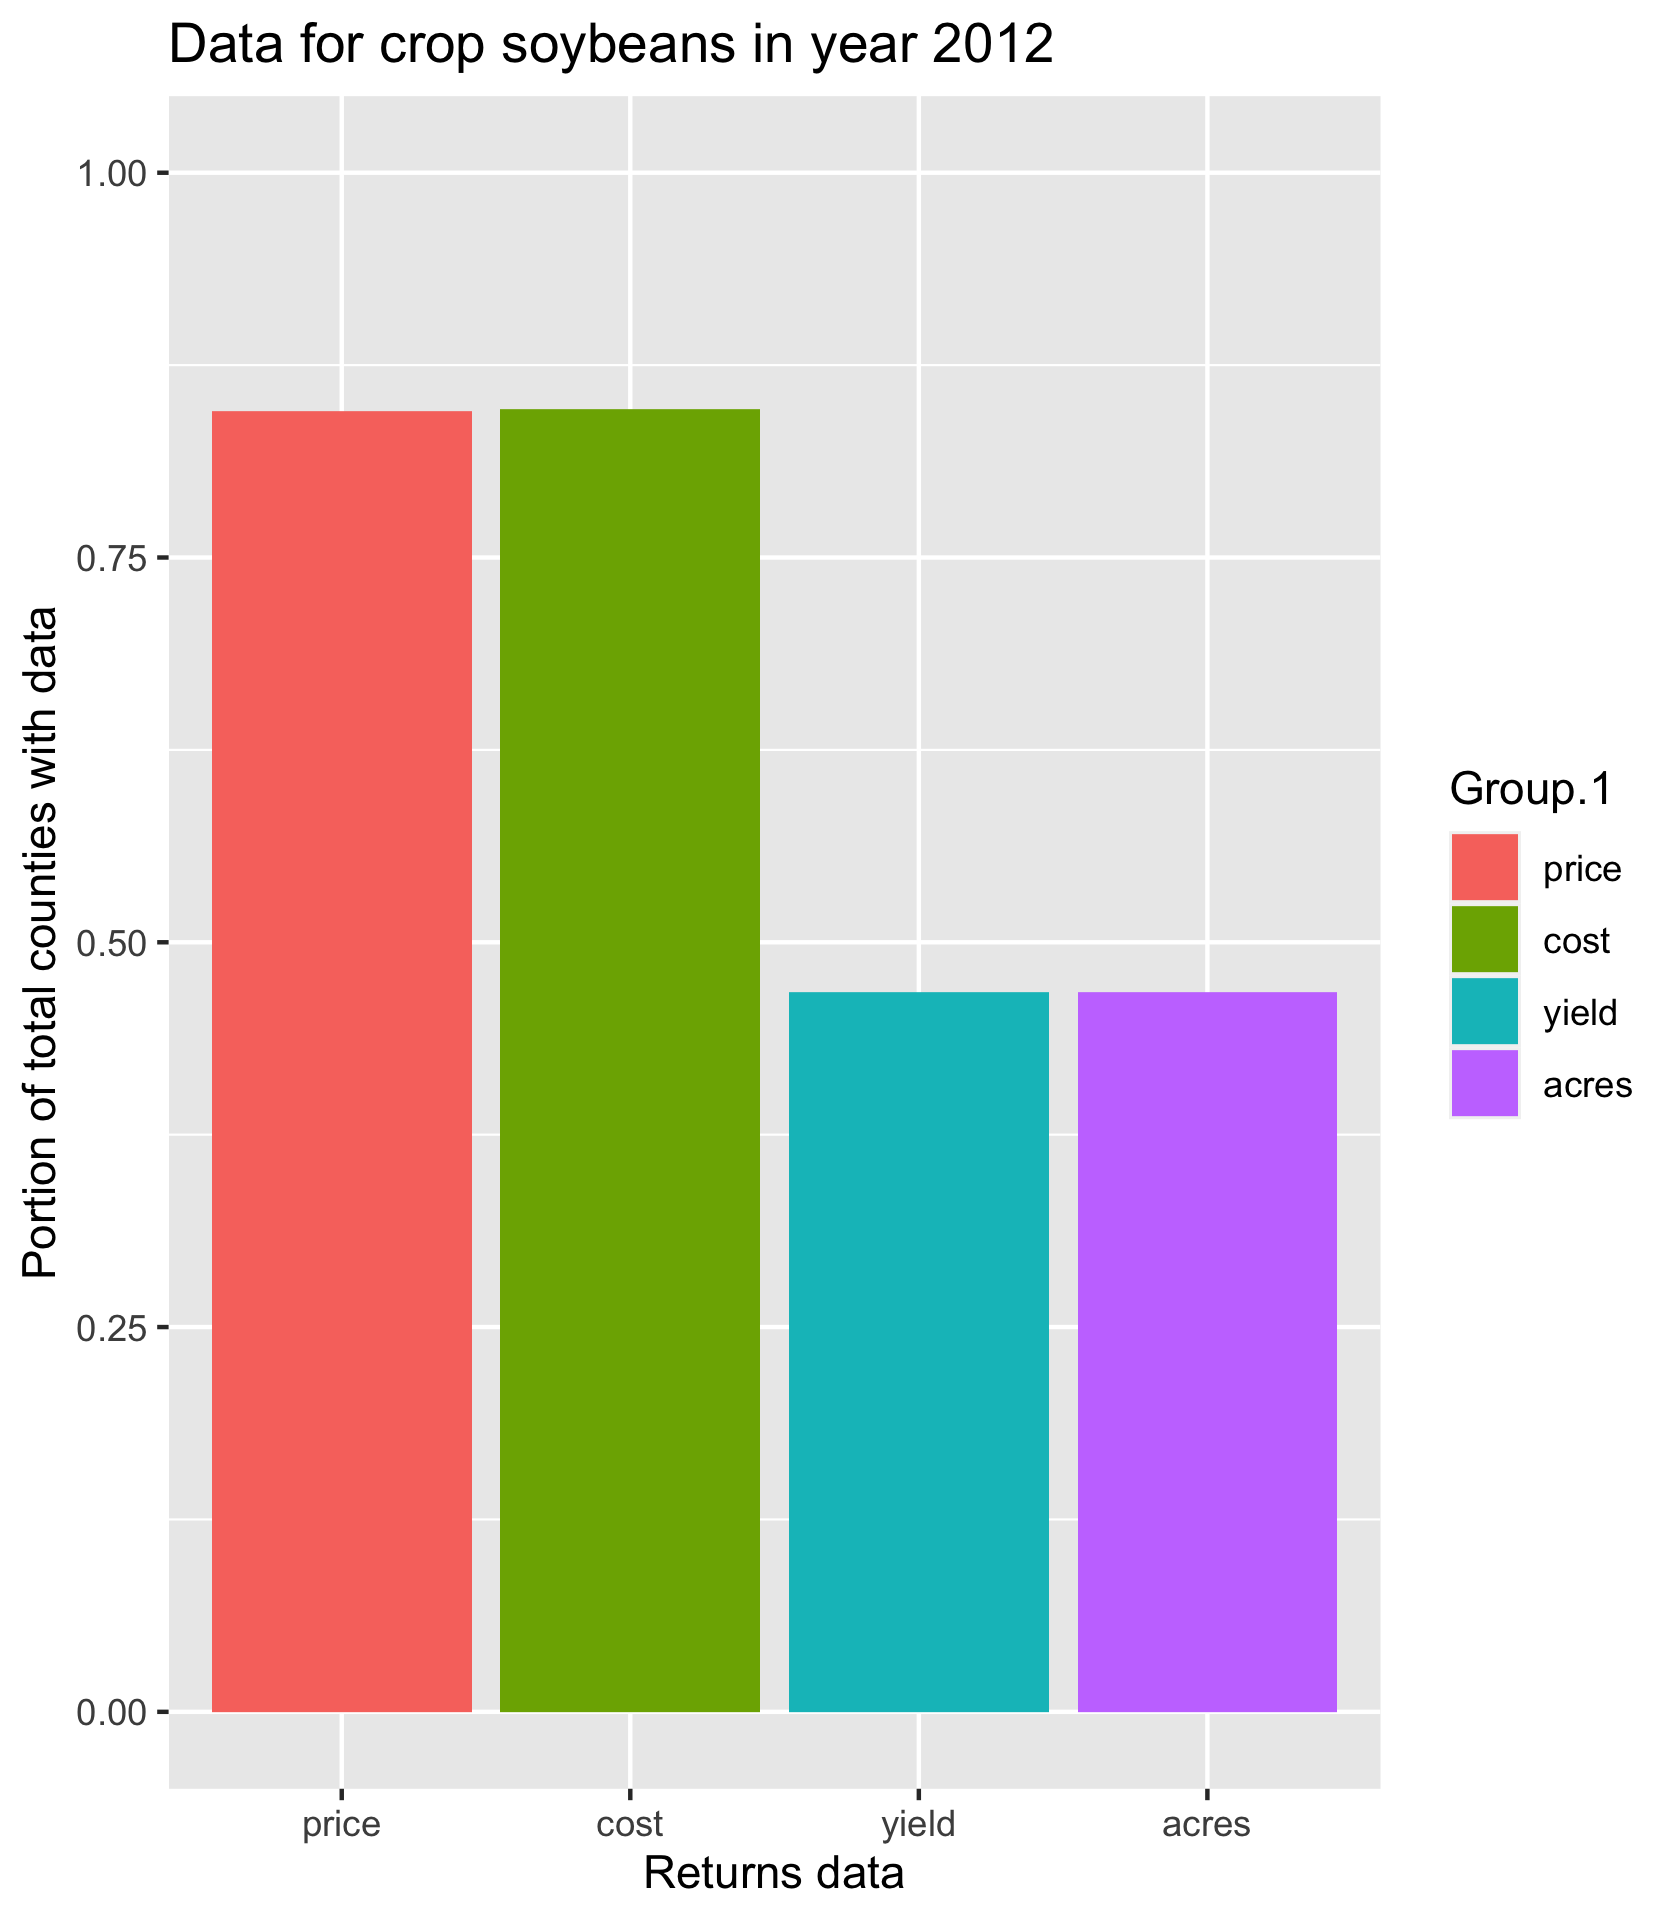 Data for crop soybeans in year 2012
1.00
0.75
0.50
0.25
0.00
Portion of total counties with data
price
cost
yield
acres
Returns data
Group.1
price
cost
yield
acres